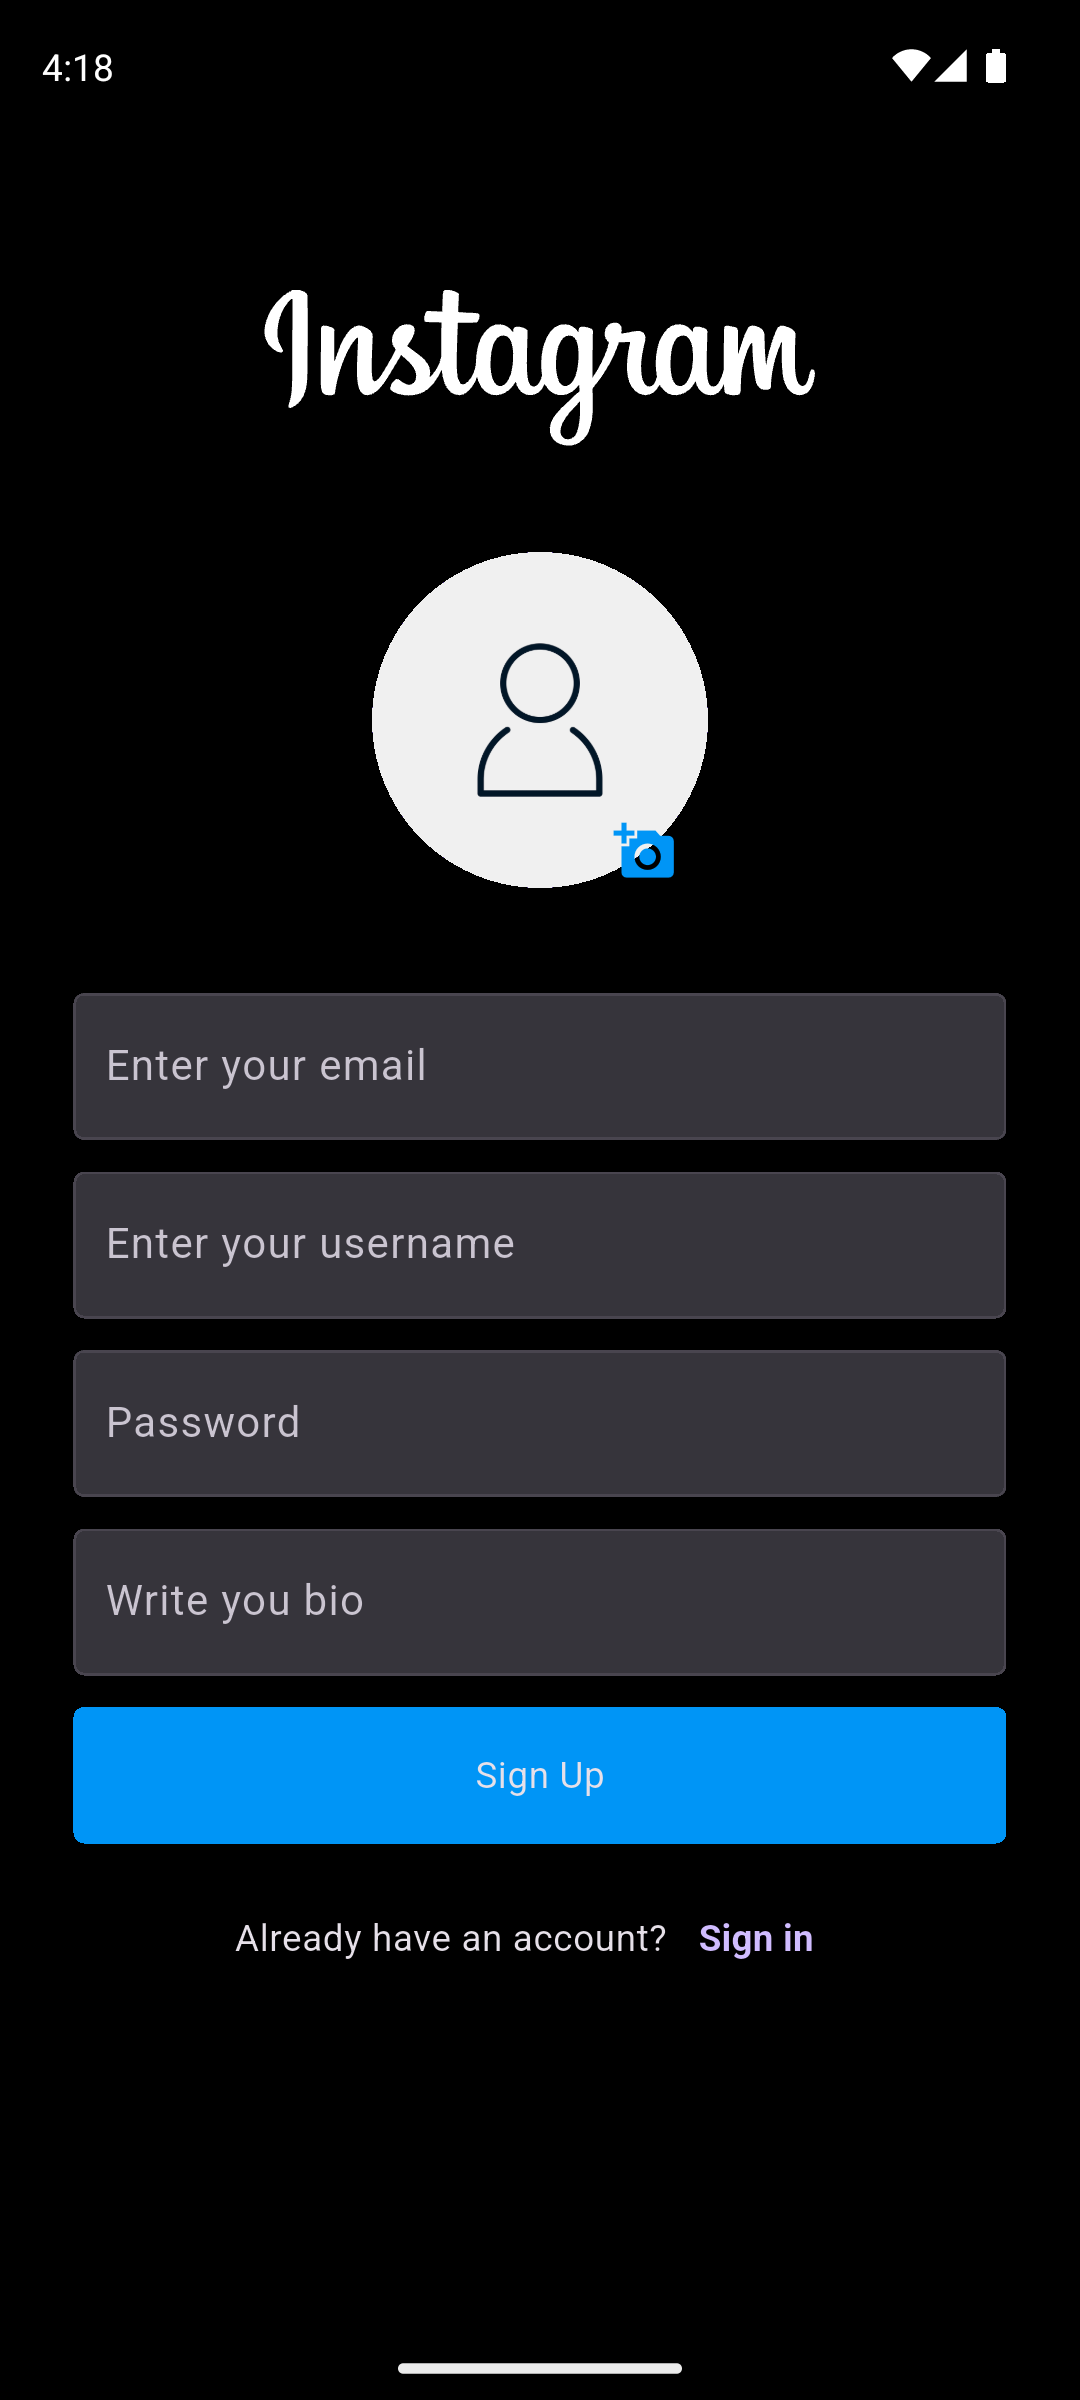 4:18
Instagram
Enter your email
Enter your username
Password
Write you bio
Sign Up
Already have an account? Sign in